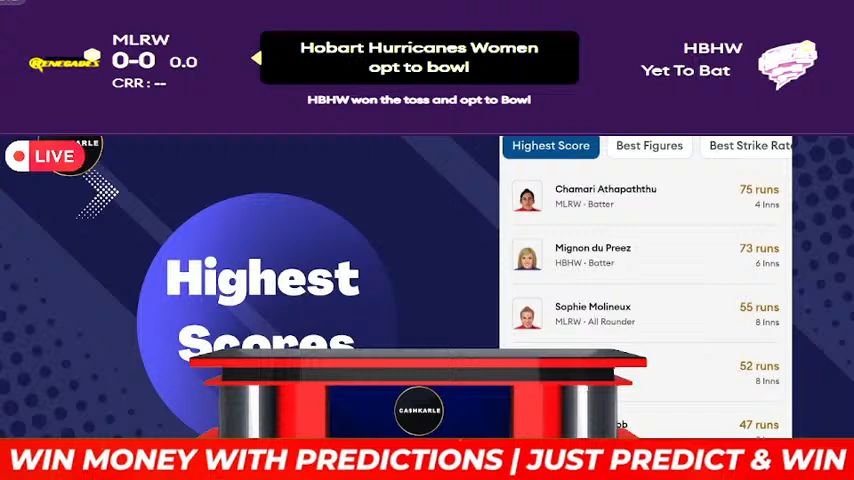 MLRW
0-0 0.0
CRR : --
RENEGADES
Hobart Hurricanes Women
opt to bowl
HBHW won the toss and opt to Bowl
HBHW
Yet To Bat
LIVE
Highest
Scores
Highest Score
Best Figures
Best Strike Rate
Chamari Athapaththu
75 runs
MLRW - Batter
4 Inns
Mignon du Preez
73 runs
HBHW - Batter
6 Inns
Sophie Molineux
55 runs
MLRW - All Rounder
8 Inns
52 runs
8 Inns
47 runs
CASHKARLE
WIN MONEY WITH PREDICTIONS | JUST PREDICT & WIN